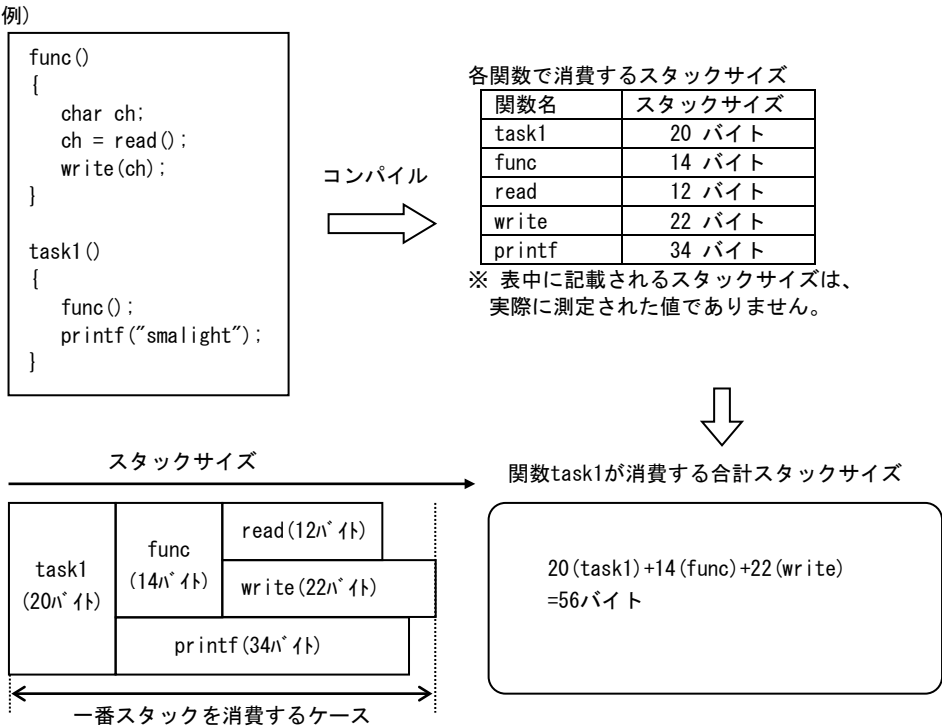 例)
func()
{
char ch;
ch = read();
write(ch);
}
task1()
{
func();
printf("smalight");
}
コンパイル
各関数で消費するスタックサイズ
関数名 スタックサイズ
task1 20 バイト
func 14 バイト
read 12 バイト
write 22 バイト
printf 34 バイト
※ 表中に記載されるスタックサイズは、
実際に測定された値でありません。
スタックサイズ
task1
(20ﾊﾞｲﾄ)
func
(14ﾊﾞｲﾄ)
read(12ﾊﾞｲﾄ)
write(22ﾊﾞｲﾄ)
printf(34ﾊﾞｲﾄ)
一番スタックを消費するケース
関数task1が消費する合計スタックサイズ
20(task1)+14(func)+22(write)
=56バイト